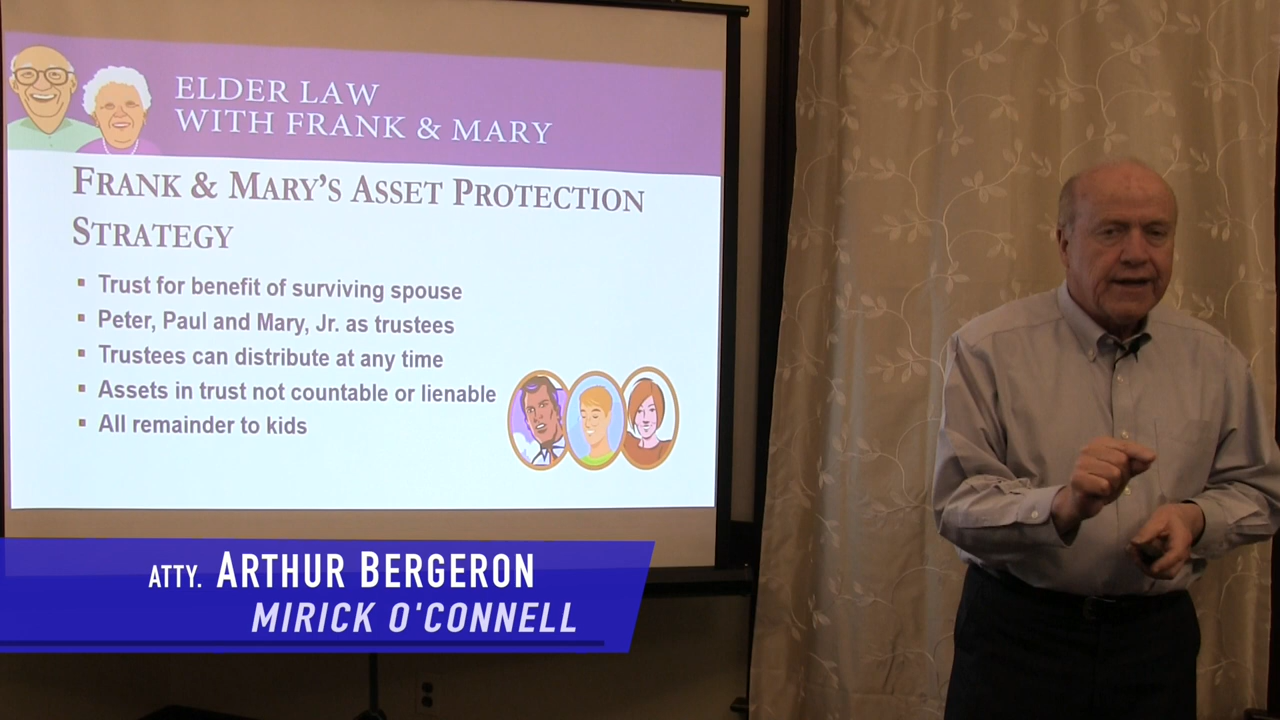 ELDER LAW
WITH FRANK & MARY
FRANK & MARY'S ASSET PROTECTION
STRATEGY
Trust for benefit of surviving spouse
Peter, Paul and Mary, Jr. as trustees
Trustees can distribute at any time
Assets in trust not countable or lienable
All remainder to kids
ATTY. ARTHUR BERGERON
MIRICK O'CONNELL